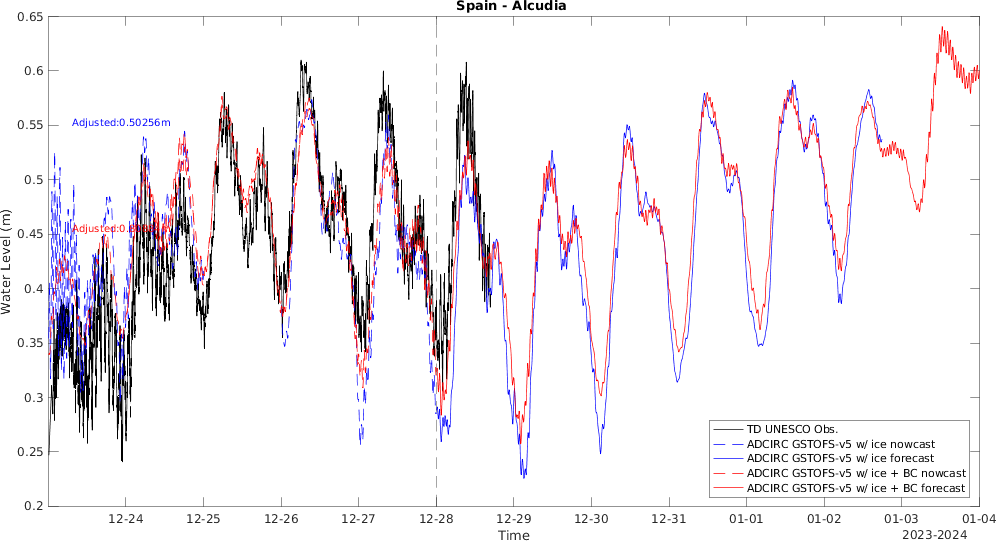 Spain - Alcudia
Water Level (m)
0.65
0.6
0.55
0.5
0.45
0.4
0.35
0.3
0.25
0.2
Adjusted:0.50256m
TD UNESCO Obs.
ADCIRC GSTOFS-v5 w/ ice nowcast
ADCIRC GSTOFS-v5 w/ ice forecast
ADCIRC GSTOFS-v5 w/ ice + BC nowcast
ADCIRC GSTOFS-v5 w/ ice + BC forecast
12-24 12-25 12-26 12-27 12-28 12-29 12-30 12-31 01-01 01-02 01-03 01-04
Time
2023-2024